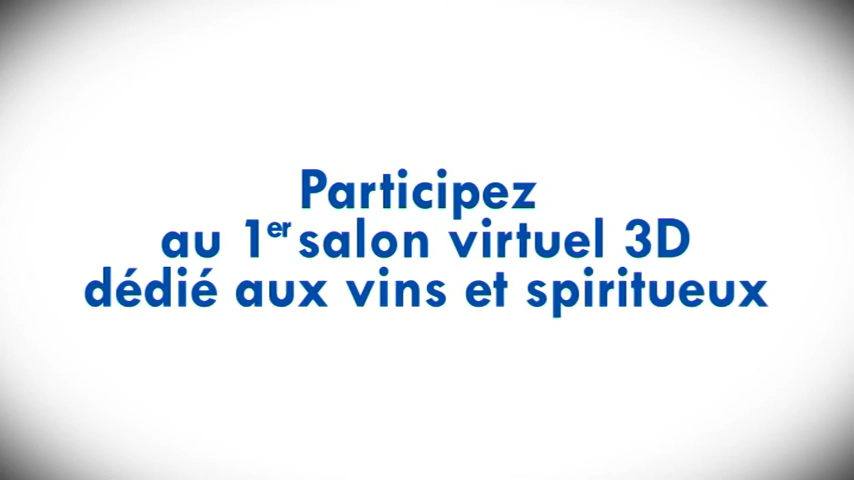 Participez
au 1er salon virtuel 3D
dédié aux vins et spiritueux